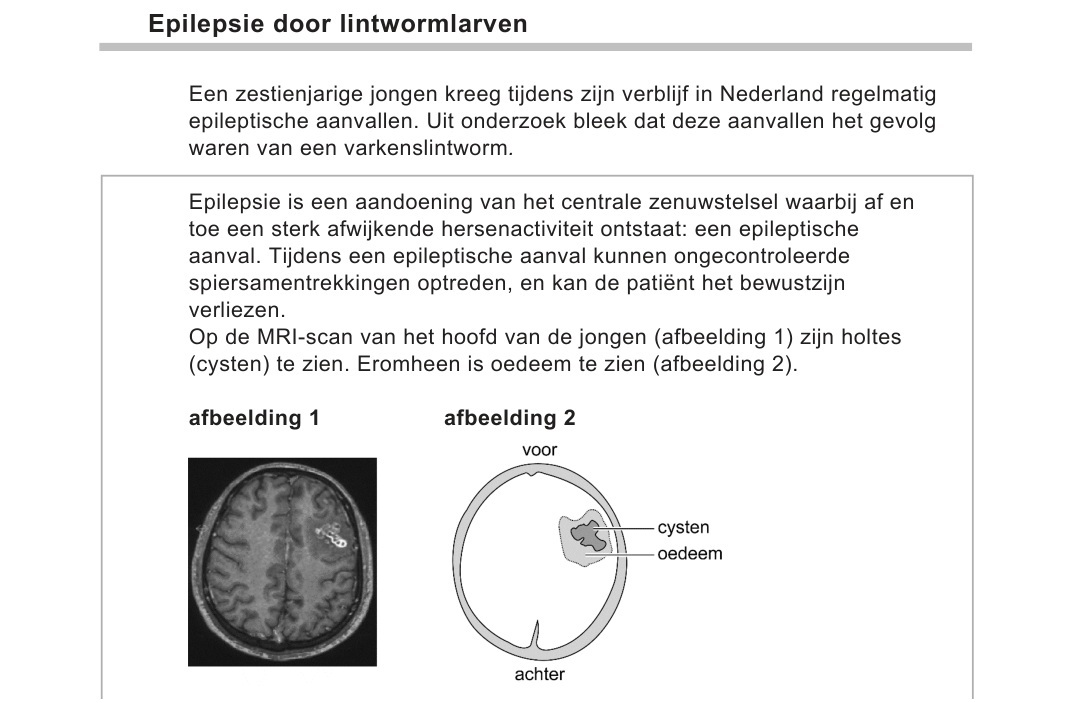 Epilepsie door lintwormlarven
Een zestienjarige jongen kreeg tijdens zijn verblijf in Nederland regelmatig
epileptische aanvallen. Uit onderzoek bleek dat deze aanvallen het gevolg
waren van een varkenslintworm.
Epilepsie is een aandoening van het centrale zenuwstelsel waarbij af en
toe een sterk afwijkende hersenactiviteit ontstaat: een epileptische
aanval. Tijdens een epileptische aanval kunnen ongecontroleerde
spiersamentrekkingen optreden, en kan de patiënt het bewustzijn
verliezen.
Op de MRI-scan van het hoofd van de jongen (afbeelding 1) zijn holtes
(cysten) te zien. Eromheen is oedeem te zien (afbeelding 2).
afbeelding 1
afbeelding 2
voor
cysten
oedeem
achter